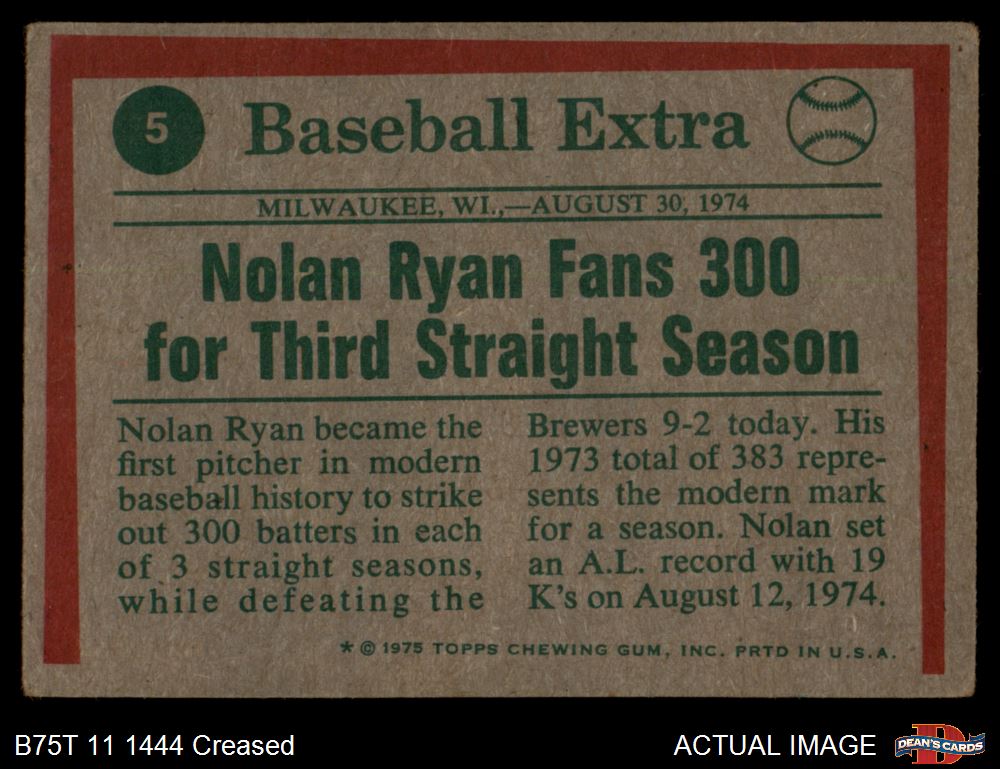 5
Baseball Extra
MILWAUKEE, WI.,—AUGUST 30, 1974
Nolan Ryan Fans 300
for Third Straight Season
Nolan Ryan became the
first pitcher in modern
baseball history to strike
out 300 batters in each
of 3 straight seasons,
while defeating the
Brewers 9-2 today. His
1973 total of 383 repre-
sents the modern mark
for a season. Nolan set
an A.L. record with 19
K's on August 12, 1974.
* © 1975 TOPPS CHEWING GUM, INC. PRTD IN U.S.A.
B75T 11 1444 Creased
ACTUAL IMAGE
D
DEAN'S CARDS